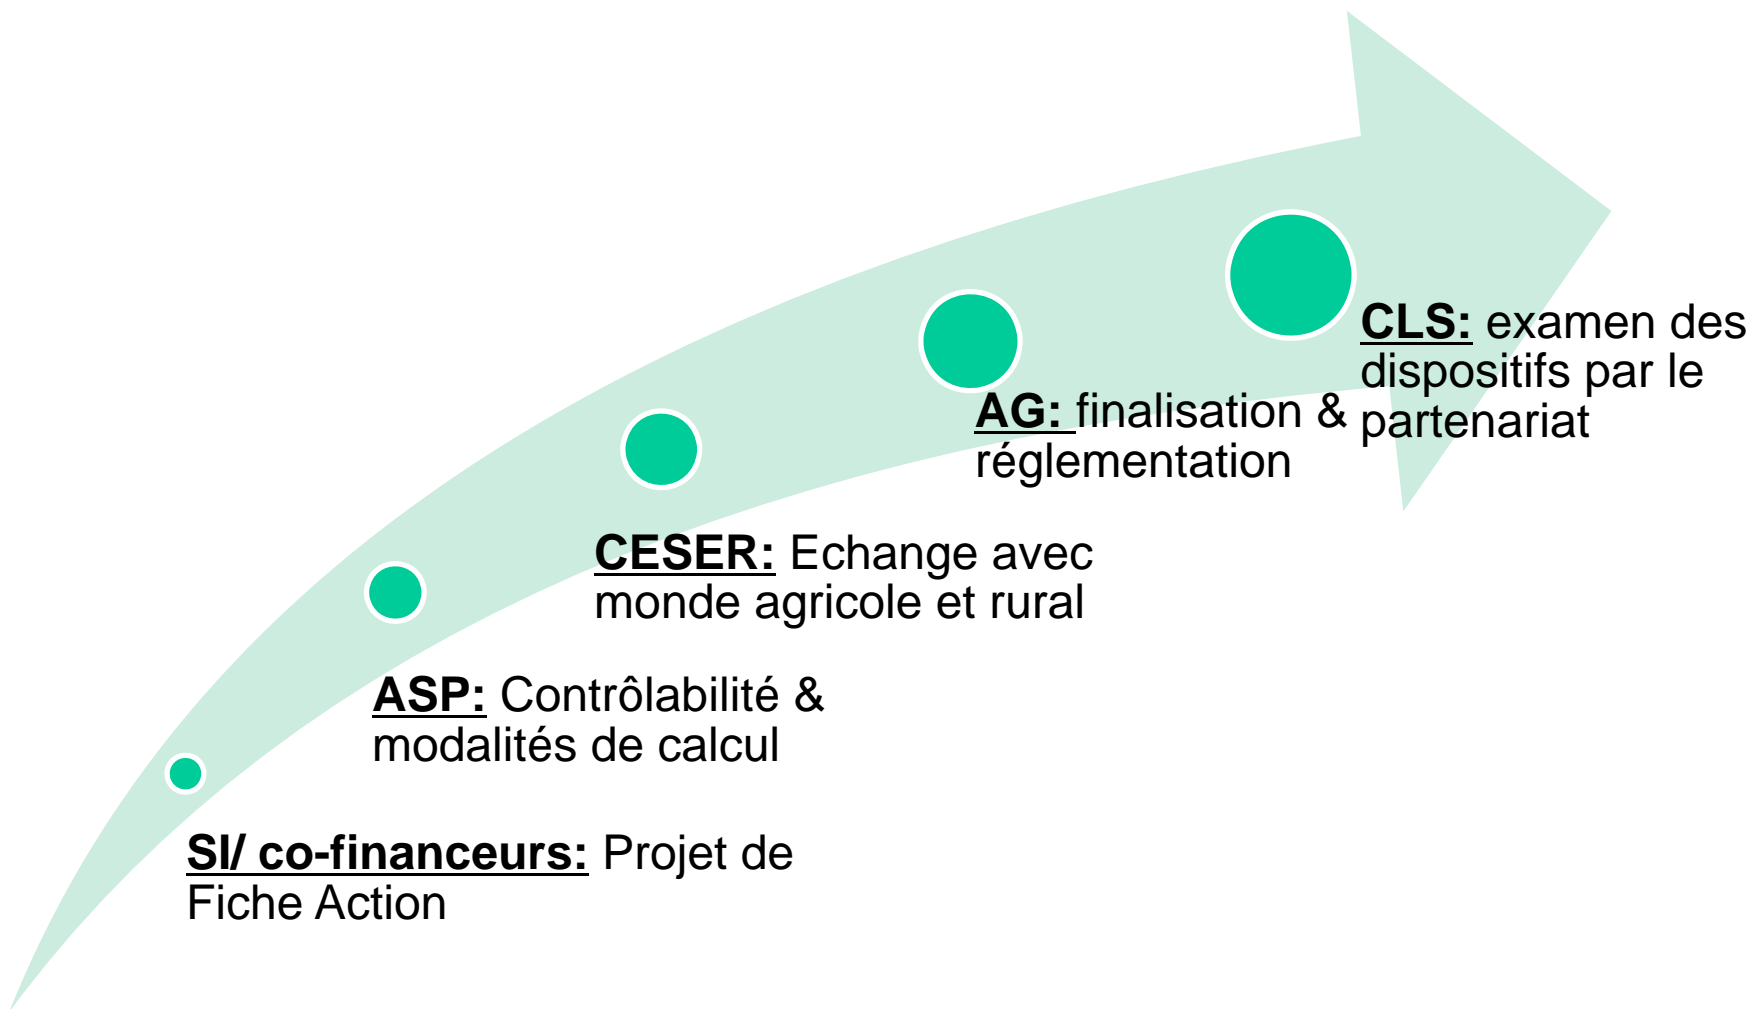 CLS: examen des
dispositifs par le
partenariat
AG: finalisation &
réglementation
CESER: Echange avec
monde agricole et rural
ASP: Contrôlabilité &
modalités de calcul
SI/ co-financeurs: Projet de
Fiche Action